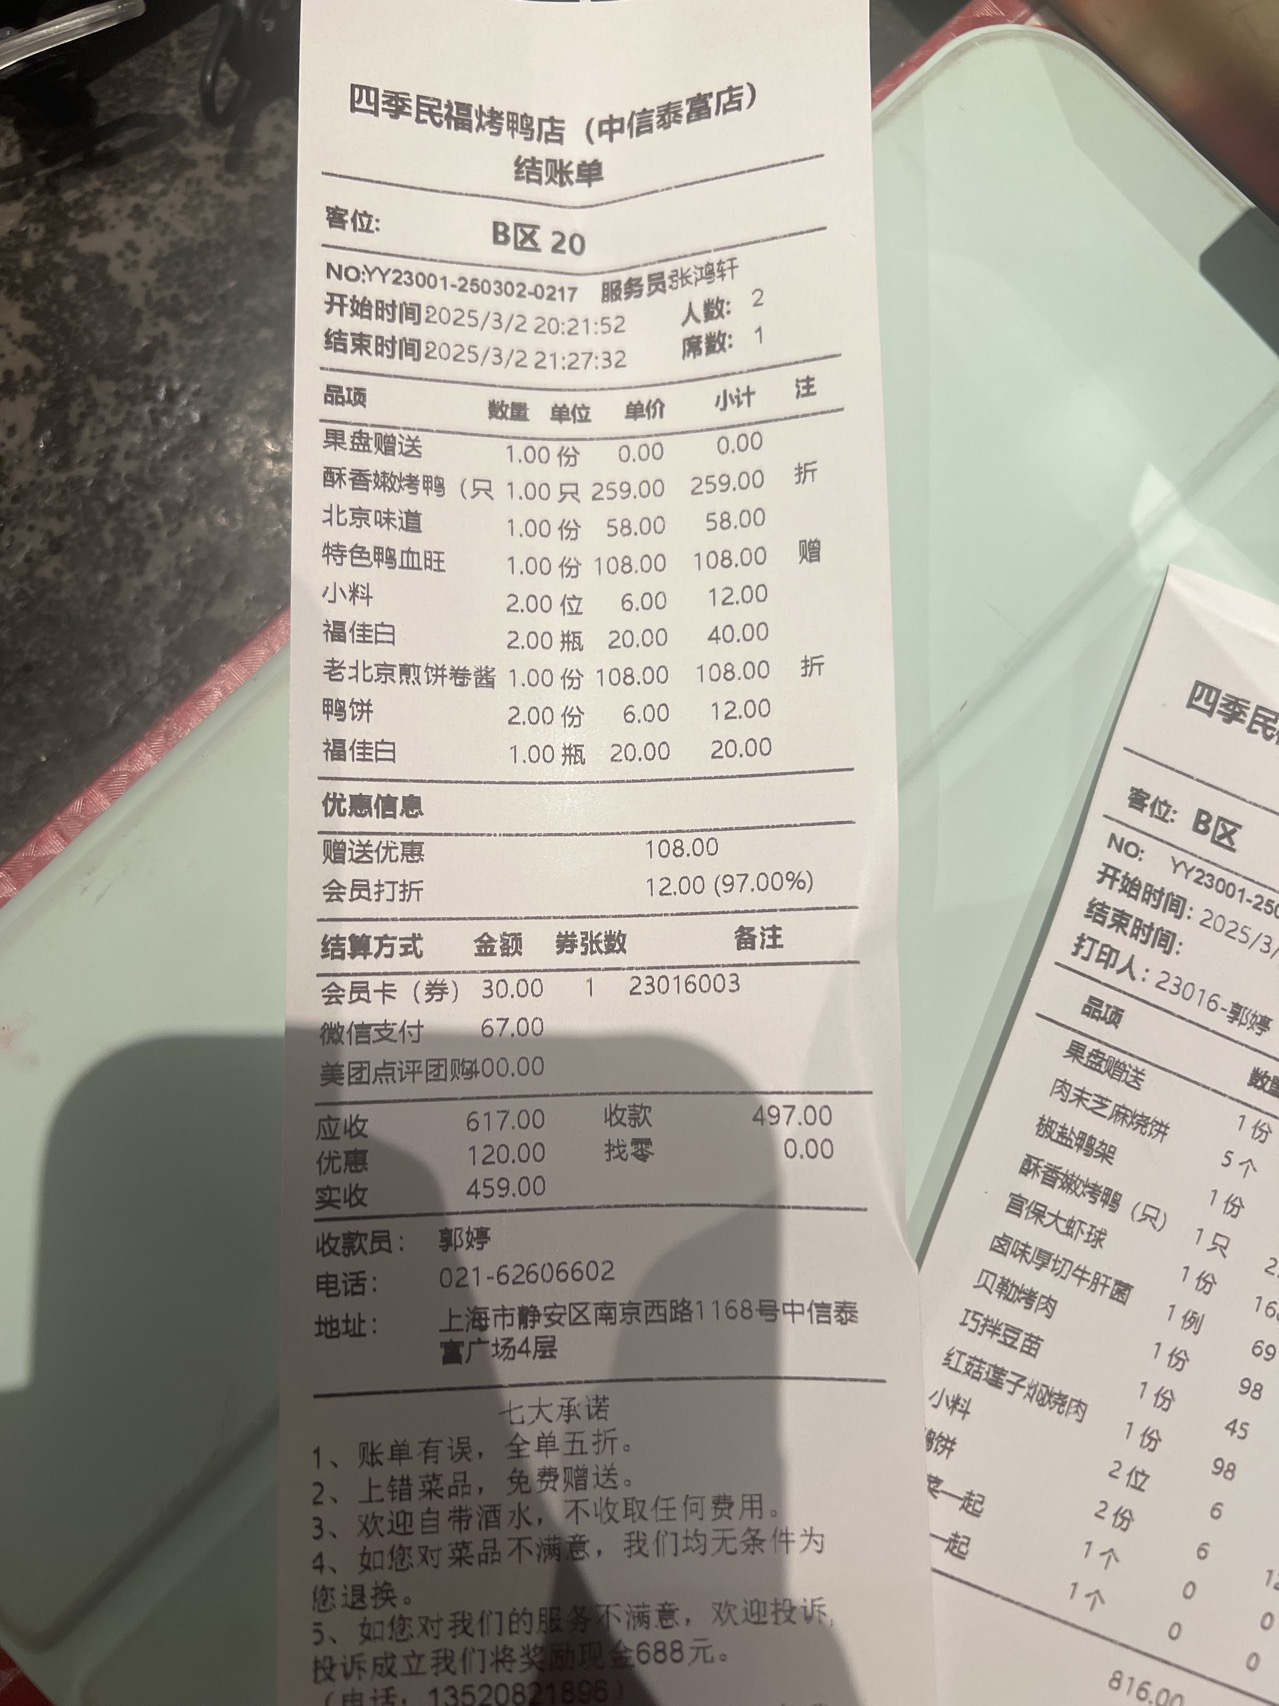 四季民福烤鸭店（中信泰富店）
结账单
客位: B区 20
NO:YY23001-250302-0217 服务员:张鸿轩
开始时间2025/3/2 20:21:52 人数: 2
结束时间2025/3/2 21:27:32 席数: 1
品项 数量 单位 单价 小计 注
果盘赠送 1.00 份 0.00 0.00
酥香嫩烤鸭（只 1.00 只 259.00 259.00 折
北京味道 1.00 份 58.00 58.00
特色鸭血旺 1.00 份 108.00 108.00 赠
小料 2.00 位 6.00 12.00
福佳白 2.00 瓶 20.00 40.00
老北京煎饼卷酱 1.00 份 108.00 108.00 折
鸭饼 2.00 份 6.00 12.00
福佳白 1.00 瓶 20.00 20.00
优惠信息
赠送优惠 108.00
会员打折 12.00 (97.00%)
结算方式 金额 券张数 备注
会员卡（券） 30.00 1 23016003
微信支付 67.00
美团点评团购400.00
应收 617.00 收款 497.00
优惠 120.00 找零 0.00
实收 459.00
收款员： 郭婷
电话： 021-62606602
地址： 上海市静安区南京西路1168号中信泰
富广场4层
七大承诺
1、账单有误，全单五折。
2、上错菜品，免费赠送。
3、欢迎自带酒水，不收取任何费用。
4、如您对菜品不满意，我们均无条件为
您退换。
5、如您对我们的服务不满意，欢迎投诉，
投诉成立我们将奖励现金688元。
（电话：13520821896）
四季民
客位: B区
NO: YY23001-250
开始时间: 2025/3/
结束时间:
打印人: 23016-郭婷
品项 数量
果盘赠送 1份
肉末芝麻烧饼 5个
椒盐鸭架 1份
酥香嫩烤鸭（只） 1只
宫保大虾球 1份
卤味厚切牛肝菌 1例 69
贝勒烤肉 1份 98
巧拌豆苗 1份 45
红菇莲子焖烧肉 1份 98
小料 2位 6
鸭饼 2份 6
菜一起 1个 0 0
一起 1个 0 0
816.00